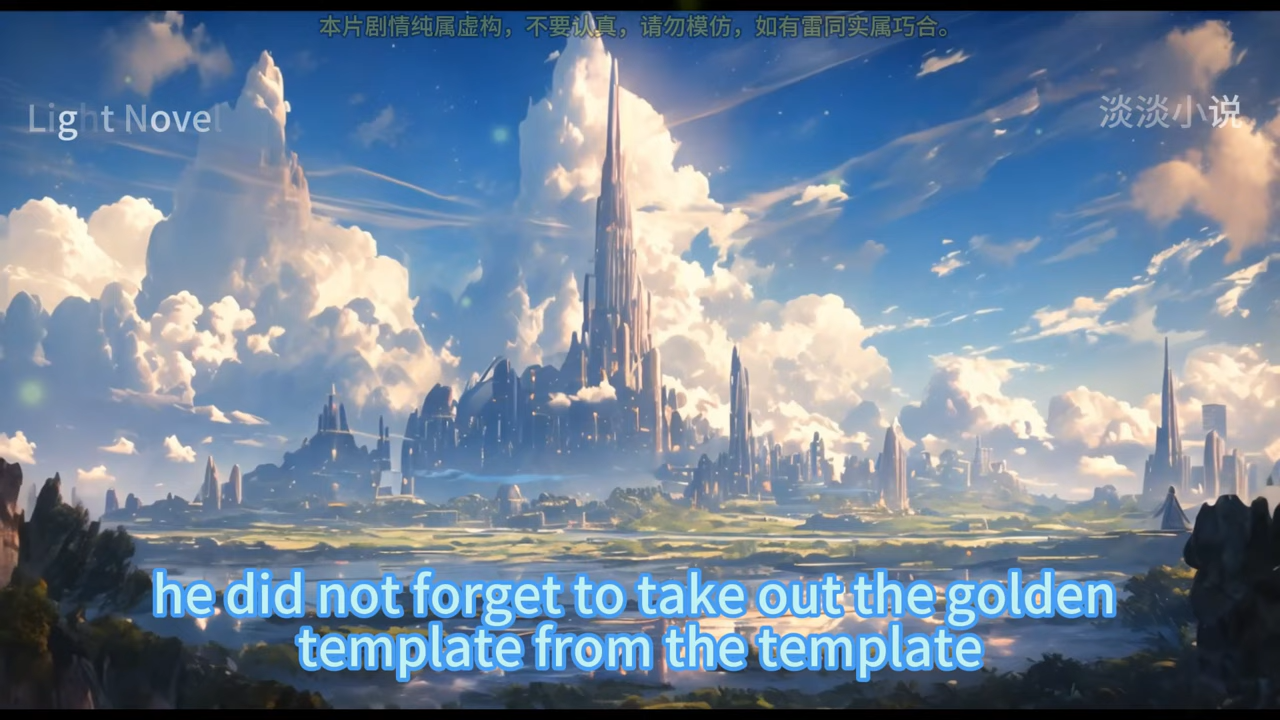 本片剧情纯属虚构，不要认真，请勿模仿，如有雷同实属巧合。
Light Novel
淡淡小说
he did not forget to take out the golden
template from the template